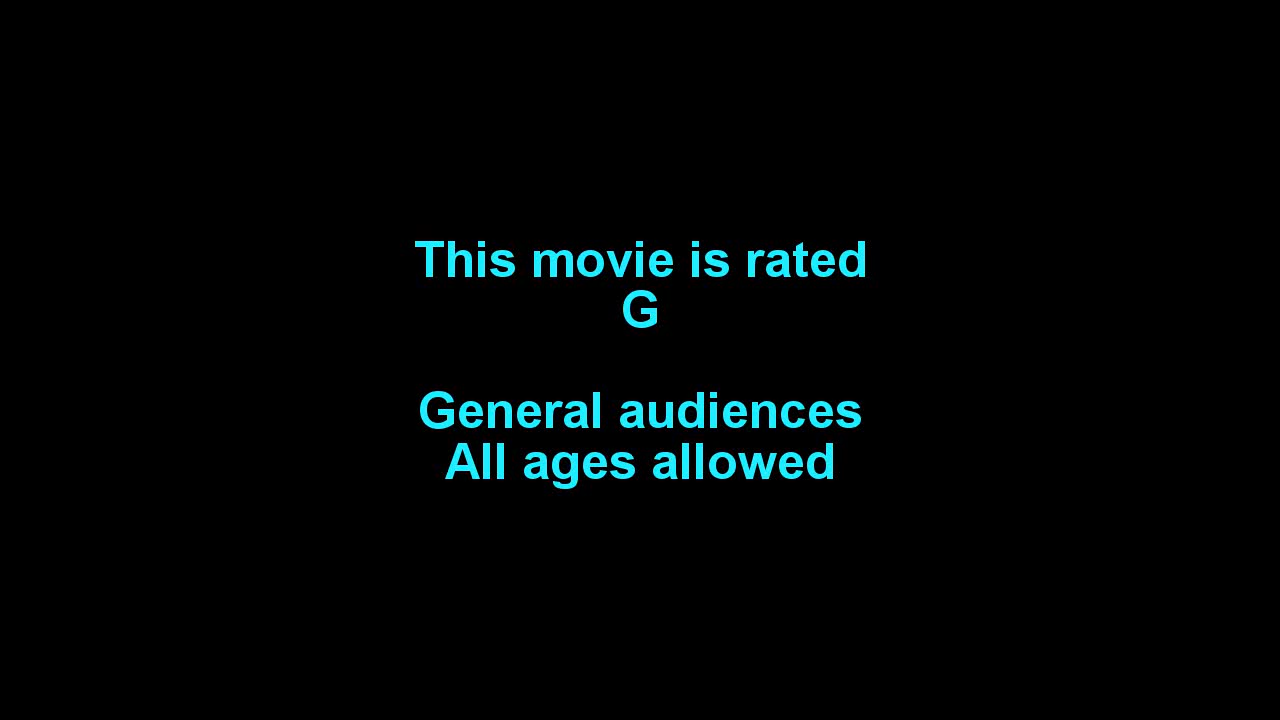 This movie is rated
G
General audiences
All ages allowed